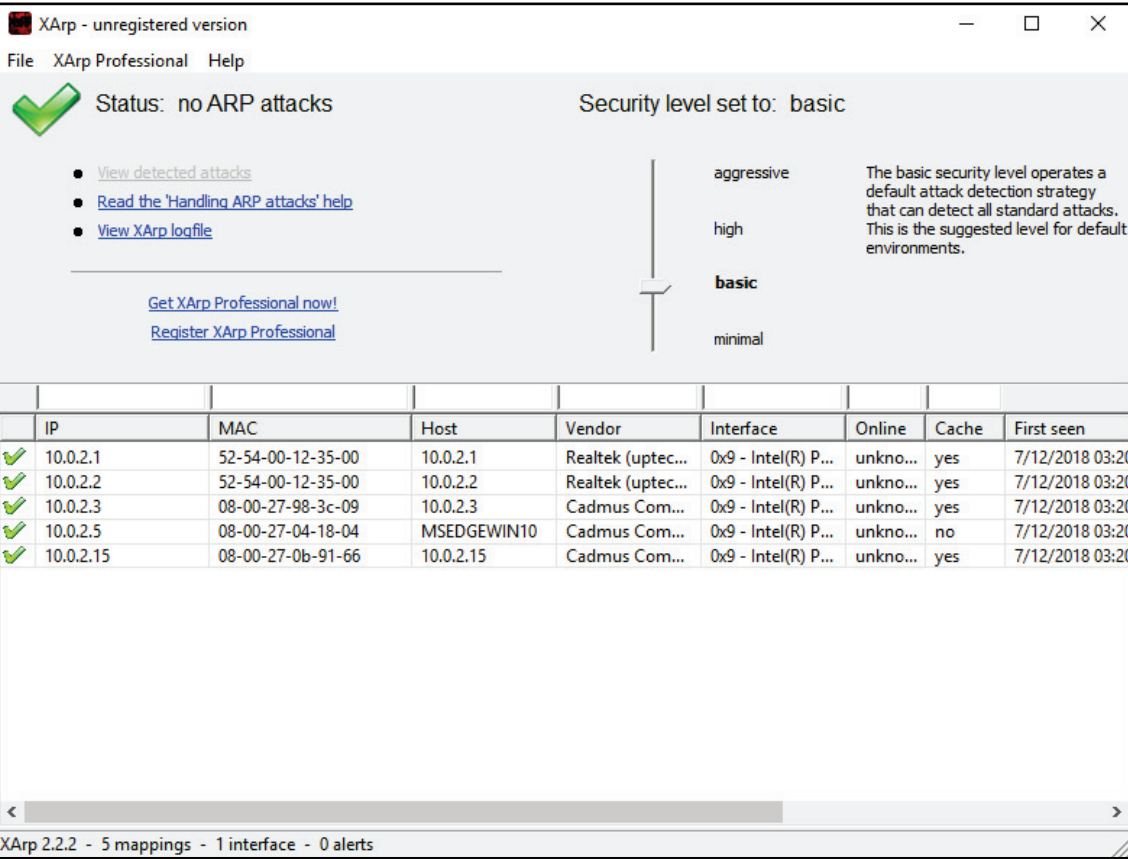 XArp - unregistered version
File XArp Professional Help
Status: no ARP attacks
Security level set to: basic
View detected attacks
Read the 'Handling ARP attacks' help
View XArp logfile
Get XArp Professional now!
Register XArp Professional
aggressive
high
basic
minimal
The basic security level operates a
default attack detection strategy
that can detect all standard attacks.
This is the suggested level for default
environments.
IP MAC Host Vendor Interface Online Cache First seen
10.0.2.1 52-54-00-12-35-00 10.0.2.1 Realtek (uptec... 0x9 - Intel(R) P... unkno... yes 7/12/2018 03:20
10.0.2.2 52-54-00-12-35-00 10.0.2.2 Realtek (uptec... 0x9 - Intel(R) P... unkno... yes 7/12/2018 03:20
10.0.2.3 08-00-27-98-3c-09 10.0.2.3 Cadmus Com... 0x9 - Intel(R) P... unkno... yes 7/12/2018 03:20
10.0.2.5 08-00-27-04-18-04 MSEDGEWIN10 Cadmus Com... 0x9 - Intel(R) P... unkno... no 7/12/2018 03:20
10.0.2.15 08-00-27-0b-91-66 10.0.2.15 Cadmus Com... 0x9 - Intel(R) P... unkno... yes 7/12/2018 03:20
XArp 2.2.2 - 5 mappings - 1 interface - 0 alerts